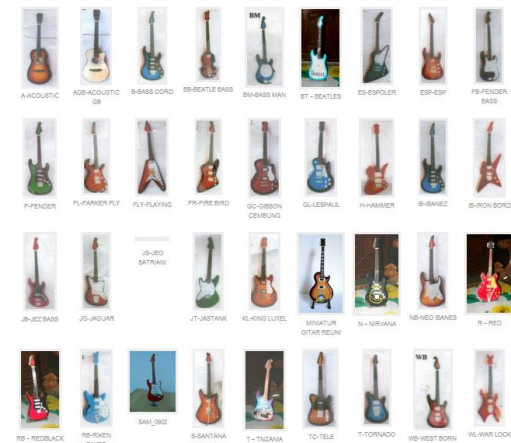 BM
A-ACOUSTIC
AGB-ACOUSTIC
GB
B-BASS CORD
BB-BEATLE BASS
BM-BASS MAN
BT – BEATLES
ES-ESPOLER
ESP-ESP
FB-FENDER
BASS
F-FENDER
FL-FARKER FLY
FLY-FLAYING
FR-FIRE BIRD
GC-GIBSON
CEMBUNG
GL-LESPAUL
H-HAMMER
IB-IBANEZ
IB-IRON BORD
JB-JEZ BASS
JG-JAGUAR
JS-JEO
SATRIANI
JT-JASTANK
KL-KING LUXEL
MINIATUR
GITAR REUNI
N – NIRVANA
NB-NEO IBANES
R – RED
WB
RB – REDBLACK
RB-RIKEN
SAM_0902
S-SANTANA
T – TNZANIA
TC-TELE
T-TORNADO
WB-WEST BORN
WL-WAR LOCK